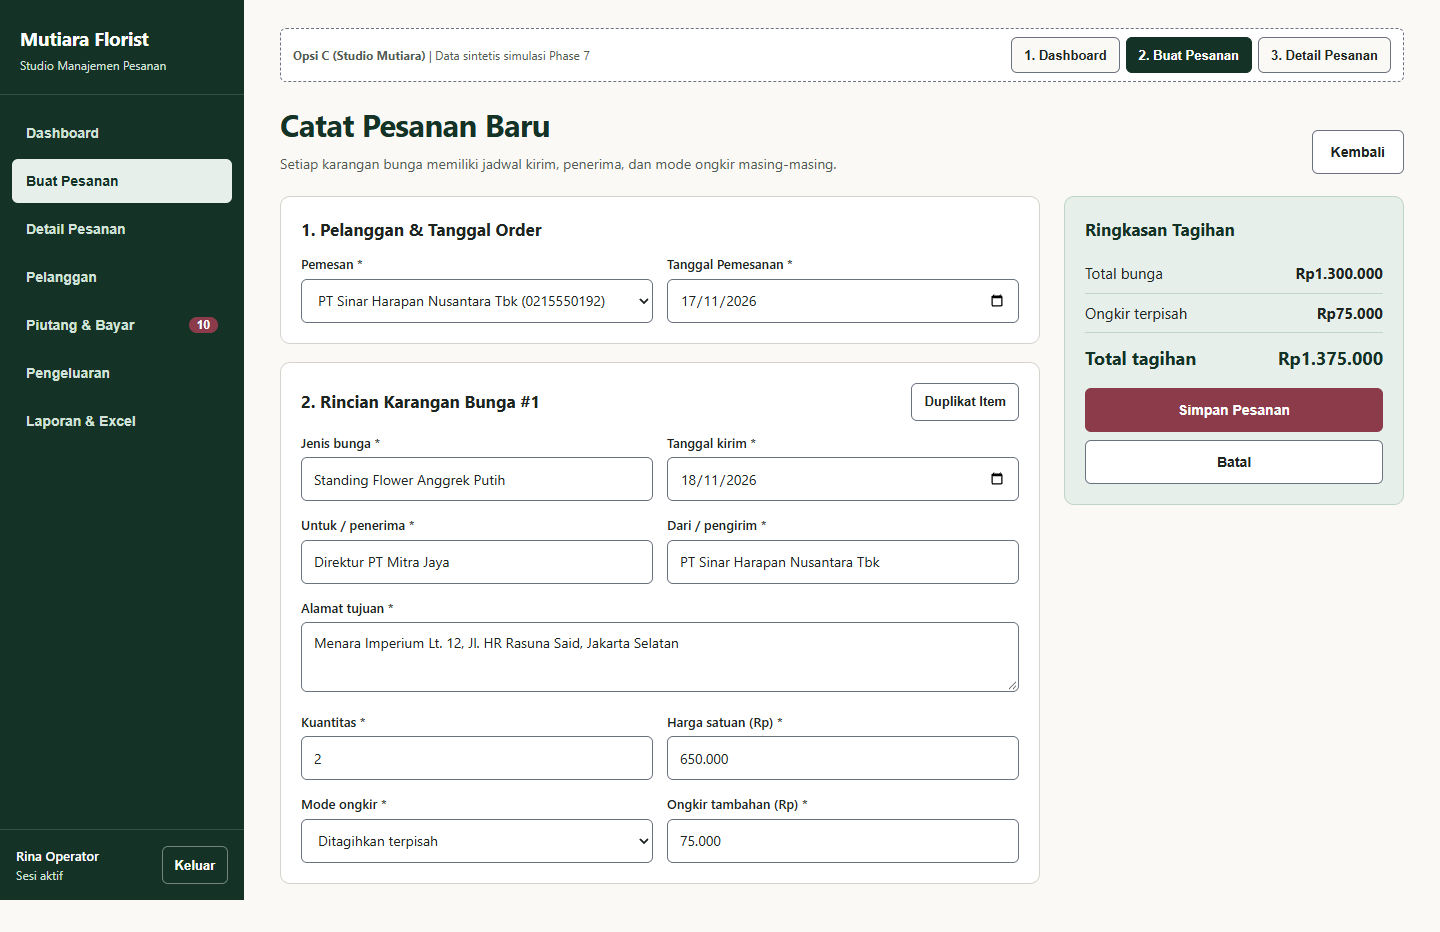 Mutiara Florist
Studio Manajemen Pesanan
Dashboard
Buat Pesanan
Detail Pesanan
Pelanggan
Piutang & Bayar 10
Pengeluaran
Laporan & Excel
Rina Operator
Sesi aktif
Keluar
Opsi C (Studio Mutiara) | Data sintetis simulasi Phase 7
1. Dashboard 2. Buat Pesanan 3. Detail Pesanan
Catat Pesanan Baru
Setiap karangan bunga memiliki jadwal kirim, penerima, dan mode ongkir masing-masing.
Kembali
1. Pelanggan & Tanggal Order
Pemesan * Tanggal Pemesanan *
PT Sinar Harapan Nusantara Tbk (0215550192) 17/11/2026
2. Rincian Karangan Bunga #1 Duplikat Item
Jenis bunga * Tanggal kirim *
Standing Flower Anggrek Putih 18/11/2026
Untuk / penerima * Dari / pengirim *
Direktur PT Mitra Jaya PT Sinar Harapan Nusantara Tbk
Alamat tujuan *
Menara Imperium Lt. 12, Jl. HR Rasuna Said, Jakarta Selatan
Kuantitas * Harga satuan (Rp) *
2 650.000
Mode ongkir * Ongkir tambahan (Rp) *
Ditagihkan terpisah 75.000
Ringkasan Tagihan
Total bunga Rp1.300.000
Ongkir terpisah Rp75.000
Total tagihan Rp1.375.000
Simpan Pesanan
Batal